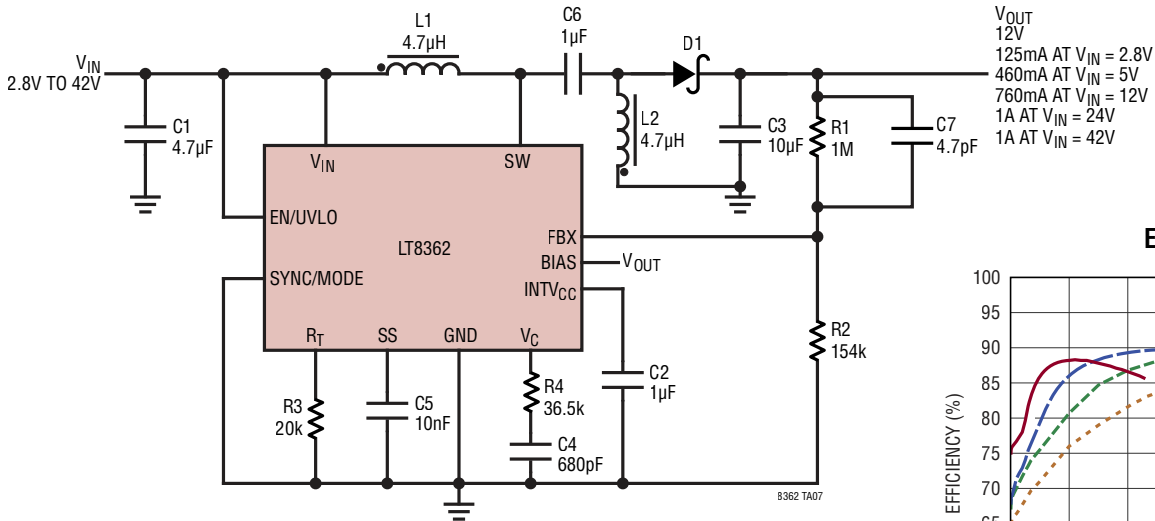 VIN
2.8V TO 42V
L1
4.7µH
C6
1µF
D1
VOUT
12V
125mA AT VIN = 2.8V
460mA AT VIN = 5V
760mA AT VIN = 12V
1A AT VIN = 24V
1A AT VIN = 42V
C1
4.7µF
L2
4.7µH
C3
10µF
R1
1M
C7
4.7pF
VIN
SW
EN/UVLO
LT8362
FBX
BIAS
VOUT
SYNC/MODE
INTVCC
RT
SS
GND
VC
R2
154k
R3
20k
C5
10nF
R4
36.5k
C4
680pF
C2
1µF
8362 TA07
E
100
95
90
85
80
75
70
65
EFFICIENCY (%)